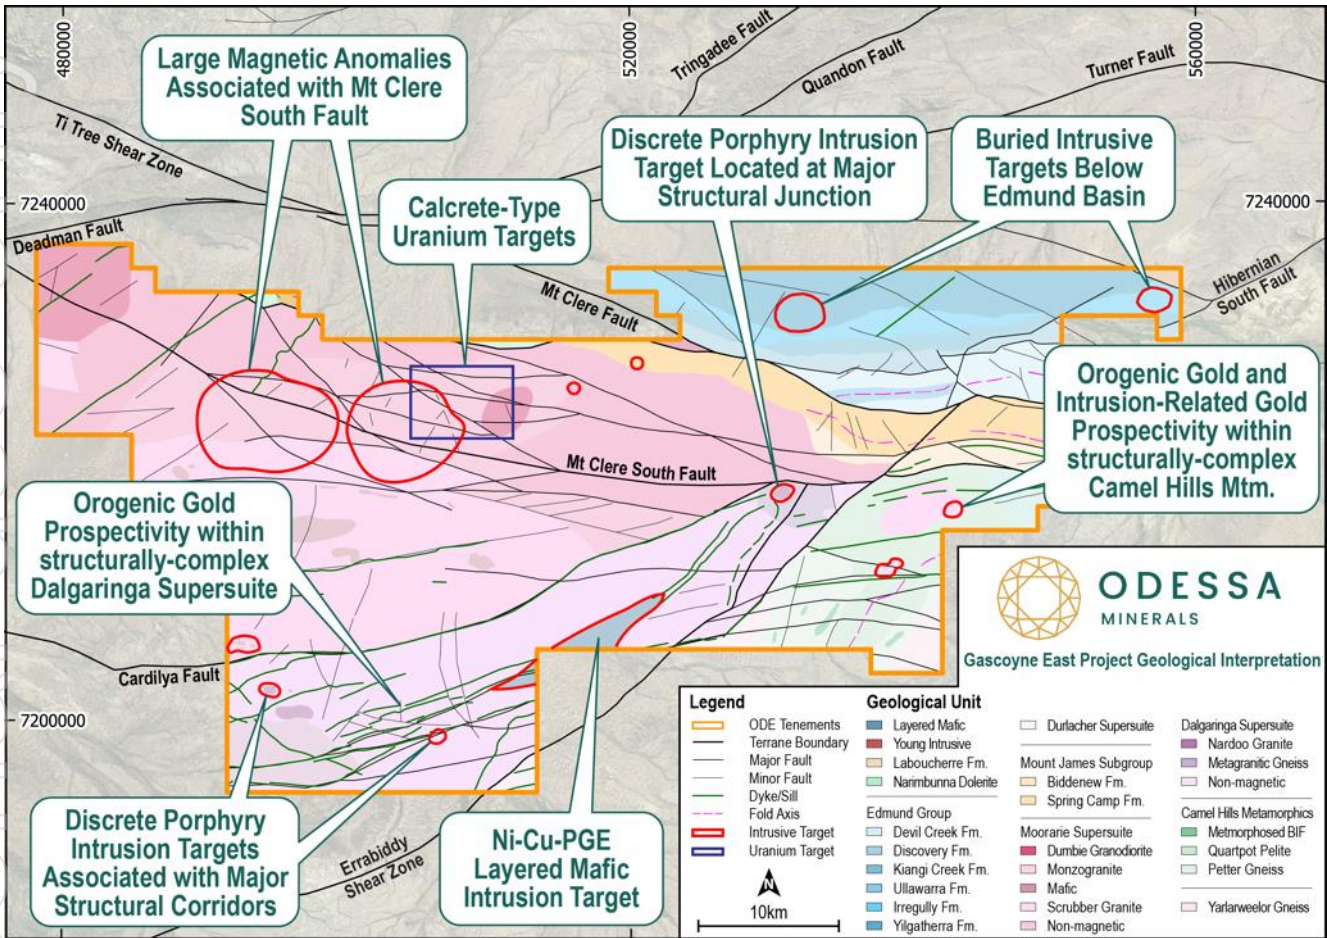 480000
520000
560000
Tringadee Fault
Quandon Fault
Turner Fault
Large Magnetic Anomalies
Associated with Mt Clere
South Fault
Ti Tree Shear Zone
Discrete Porphyry Intrusion
Target Located at Major
Structural Junction
Buried Intrusive
Targets Below
Edmund Basin
7240000
7240000
Calcrete-Type
Uranium Targets
Deadman Fault
Mt Clere Fault
Hibernian
South Fault
Orogenic Gold and
Intrusion-Related Gold
Prospectivity within
structurally-complex
Camel Hills Mtm.
Mt Clere South Fault
Orogenic Gold
Prospectivity within
structurally-complex
Dalgaringa Supersuite
Cardilya Fault
7200000
Discrete Porphyry
Intrusion Targets
Associated with Major
Structural Corridors
Errabiddy
Shear Zone
Ni-Cu-PGE
Layered Mafic
Intrusion Target
ODESSA
MINERALS
Gascoyne East Project Geological Interpretation
Legend
ODE Tenements
Terrane Boundary
Major Fault
Minor Fault
Dyke/Sill
Fold Axis
Intrusive Target
Uranium Target
N
10km
Geological Unit
Layered Mafic
Young Intrusive
Laboucherre Fm.
Narimbunna Dolerite
Edmund Group
Devil Creek Fm.
Discovery Fm.
Kiangi Creek Fm.
Ullawarra Fm.
Irregully Fm.
Yilgatherra Fm.
Durlacher Supersuite
Mount James Subgroup
Biddenew Fm.
Spring Camp Fm.
Moorarie Supersuite
Dumbie Granodiorite
Monzogranite
Mafic
Scrubber Granite
Non-magnetic
Dalgaringa Supersuite
Nardoo Granite
Metagranitic Gneiss
Non-magnetic
Camel Hills Metamorphics
Metmorphosed BIF
Quartpot Pelite
Petter Gneiss
Yarlarweelor Gneiss